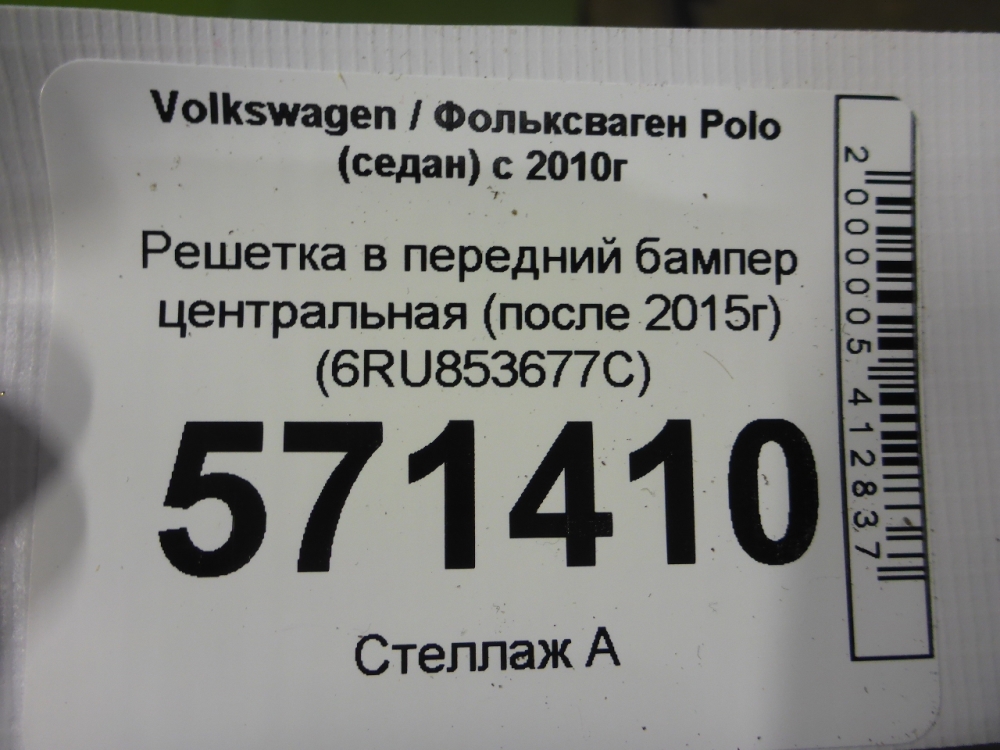 Volkswagen / Фольксваген Polo
(седан) с 2010г
Решетка в передний бампер
центральная (после 2015г)
(6RU853677C)
571410
Стеллаж А
2000005412837